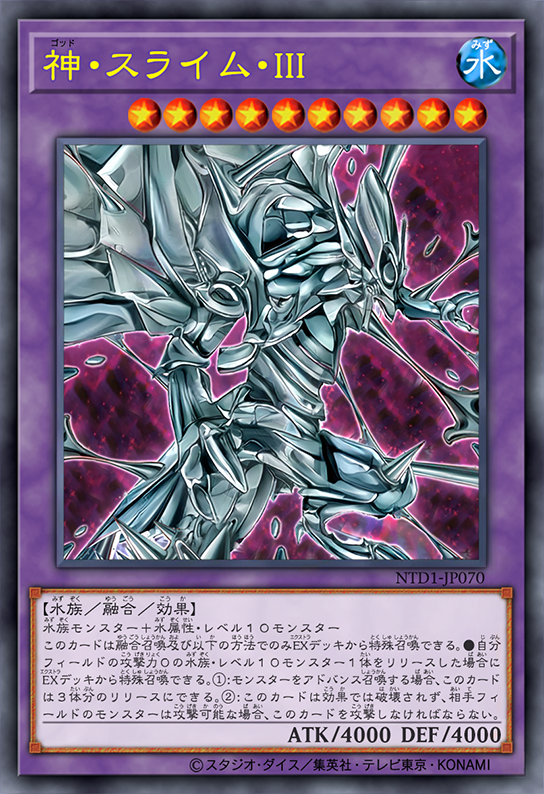 ゴッド
神・スライム・III
みず
水
NTD1-JP070
【水族／融合／効果】
水族モンスター＋水属性・レベル１０モンスター
このカードは融合召喚及び以下の方法でのみEXデッキから特殊召喚できる。●自分
フィールドの攻撃力０の水族・レベル１０モンスター１体をリリースした場合に
EXデッキから特殊召喚できる。①：モンスターをアドバンス召喚する場合、このカード
は３体分のリリースにできる。②：このカードは効果では破壊されず、相手フィ
ールドのモンスターは攻撃可能な場合、このカードを攻撃しなければならない。
ATK/4000 DEF/4000
©スタジオ・ダイス／集英社・テレビ東京・KONAMI